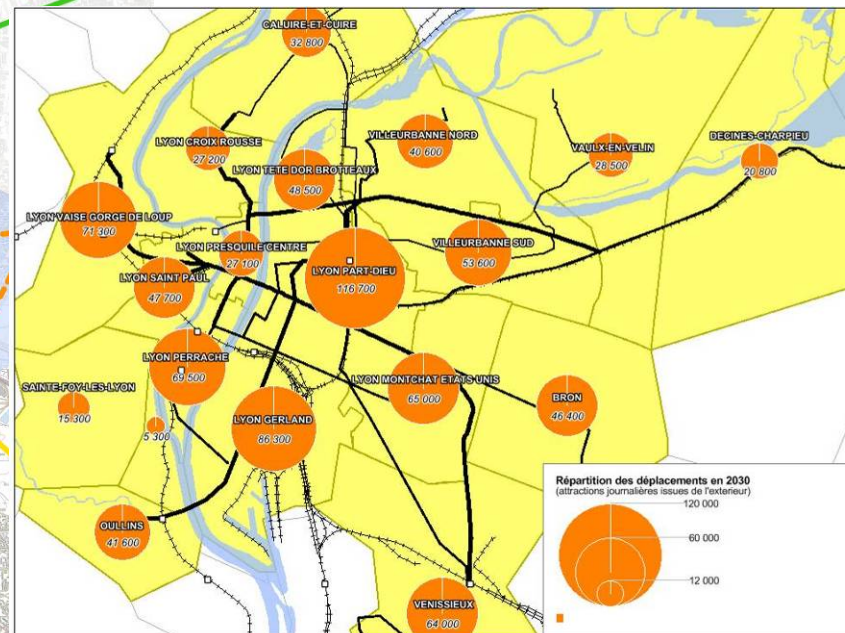 CALUIRE-ET-CUIRE
32 800
LYON CROIX ROUSSE
27 200
VILLEURBANNE NORD
40 600
VAULX-EN-VELIN
28 500
DECINES-CHARPIEU
20 800
LYON TETE DOR BROTTEAUX
48 500
LYON VAISE GORGE DE LOUP
71 300
LYON PRESQUILE CENTRE
27 100
VILLEURBANNE SUD
53 600
LYON SAINT PAUL
47 700
LYON PART-DIEU
116 700
LYON PERRACHE
69 500
SAINTE-FOY-LES-LYON
15 300
LYON MONTCHAT ETATS UNIS
65 000
BRON
46 400
LYON GERLAND
86 300
5 300
OULLINS
41 600
VENISSIEUX
64 000
Répartition des déplacements en 2030
(attractions journalières issues de l'exterieur)
120 000
60 000
12 000